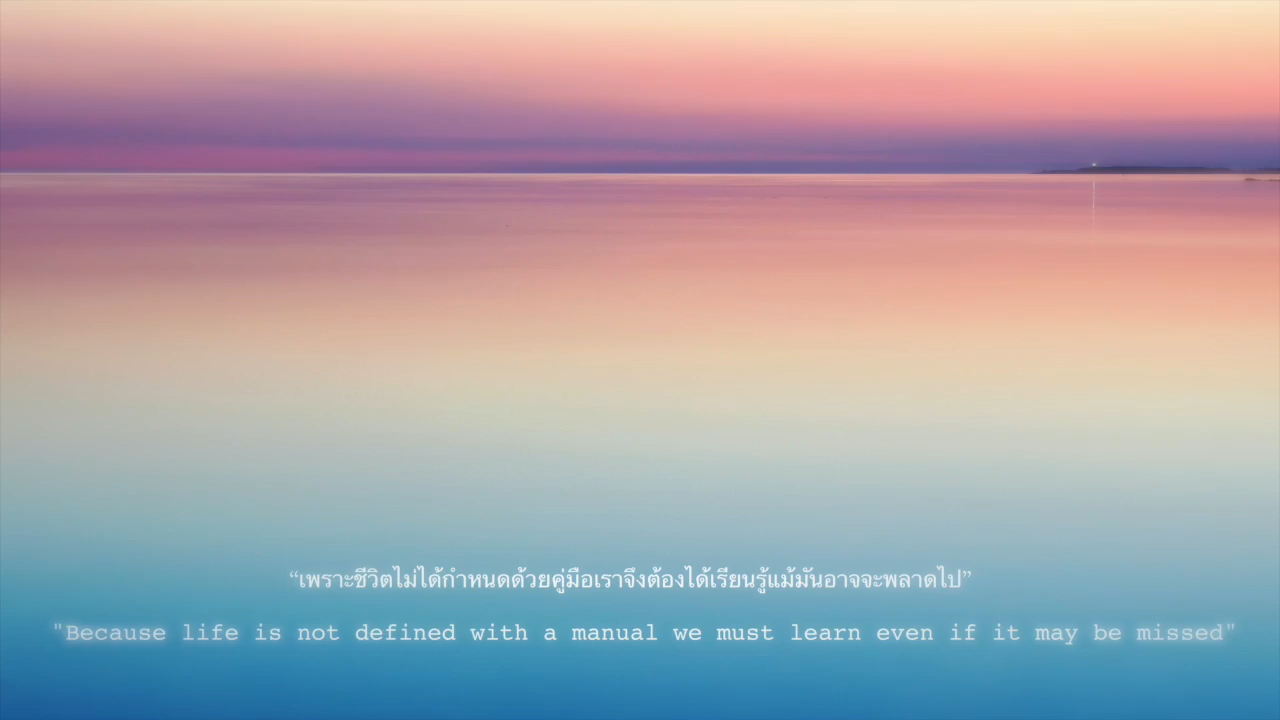 “เพราะชีวิตไม่ได้กำหนดด้วยคู่มือเราจึงต้องได้เรียนรู้แม้มันอาจจะพลาดไป”
"Because life is not defined with a manual we must learn even if it may be missed"